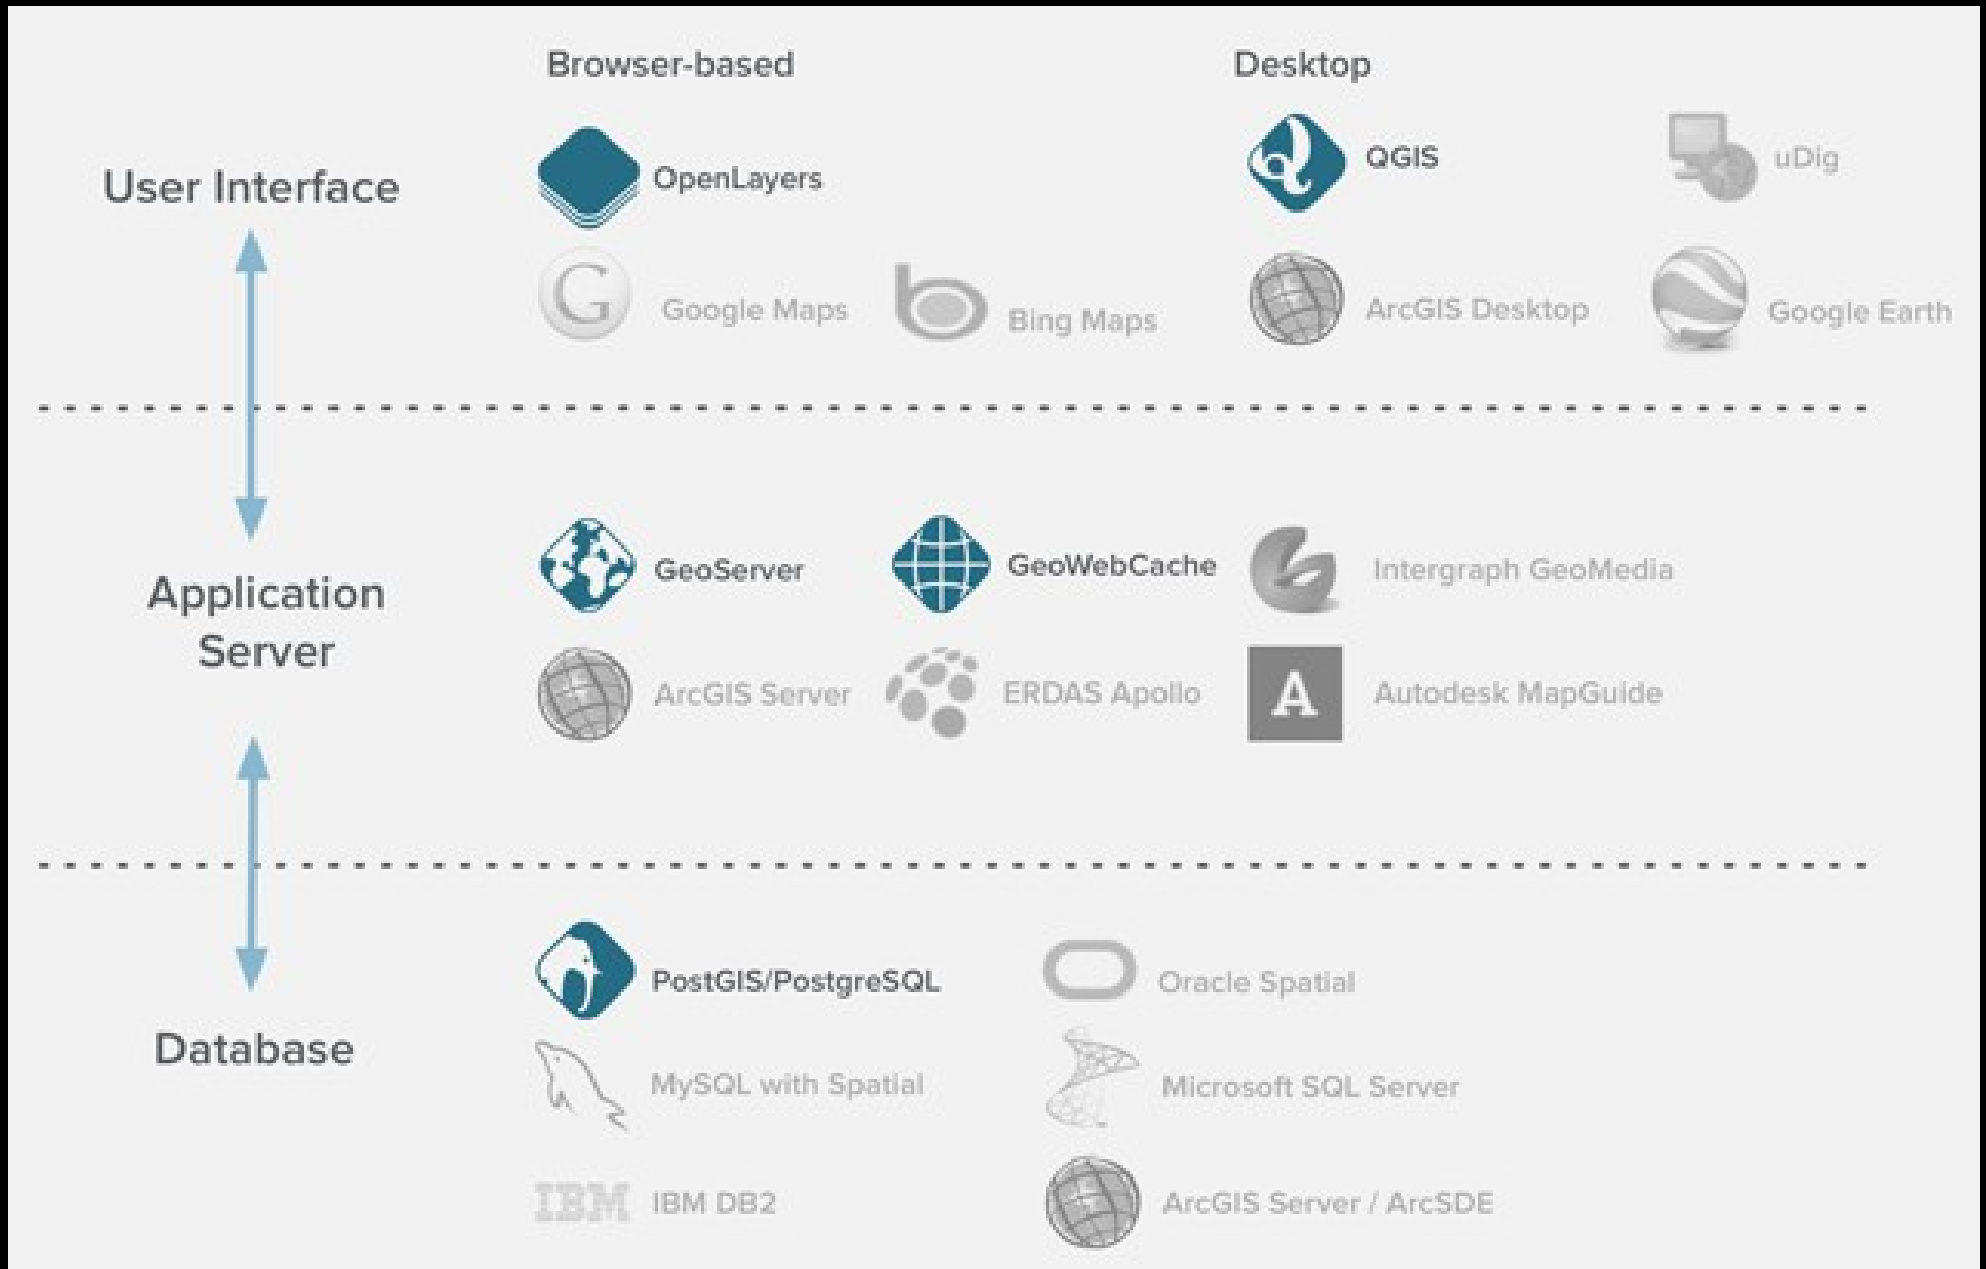 Browser-based
Desktop
User Interface
OpenLayers
QGIS
uDig
G
Google Maps
b
Bing Maps
ArcGIS Desktop
Google Earth
Application
Server
GeoServer
GeoWebCache
Intergraph GeoMedia
ArcGIS Server
ERDAS Apollo
A
Autodesk MapGuide
Database
PostGIS/PostgreSQL
Oracle Spatial
MySQL with Spatial
Microsoft SQL Server
IBM
IBM DB2
ArcGIS Server / ArcSDE